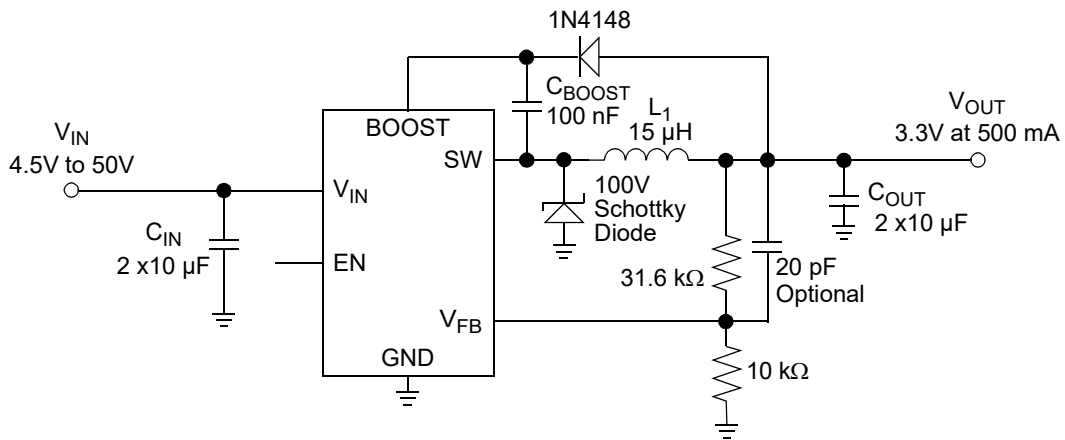 1N4148
C_BOOST
100 nF
L_1
15 µH
V_OUT
3.3V at 500 mA
V_IN
4.5V to 50V
BOOST
SW
V_IN
EN
V_FB
GND
C_IN
2 x10 µF
100V
Schottky
Diode
C_OUT
2 x10 µF
31.6 kΩ
20 pF
Optional
10 kΩ